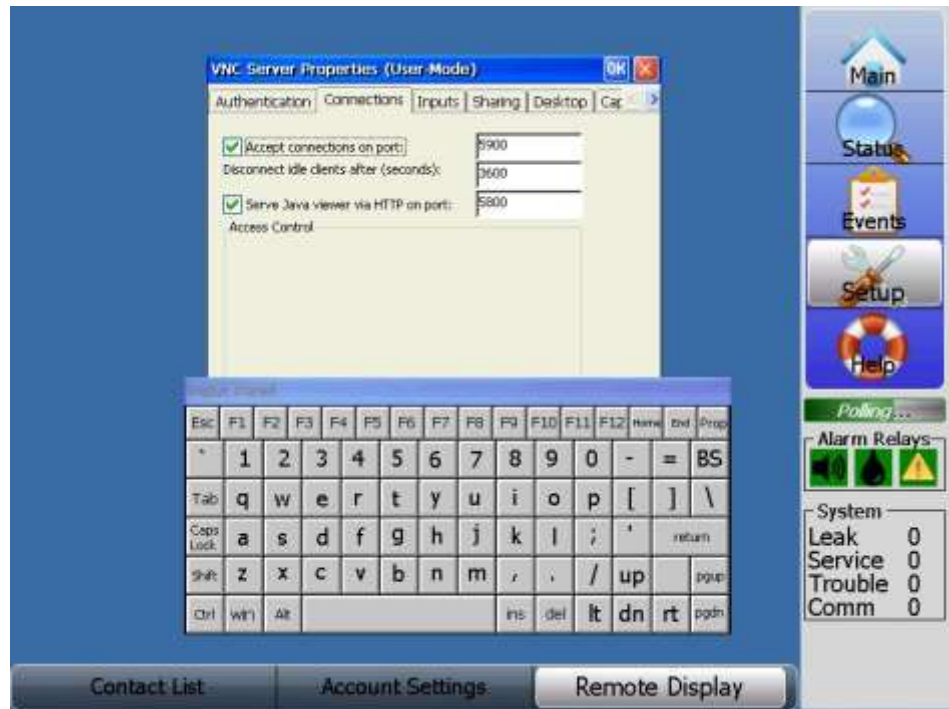 VNC Server Properties (User-Mode) OK
Authentication Connections Inputs Sharing Desktop
Accept connections on port: 5900
Disconnect idle clients after (seconds): 3600
Serve Java viewer via HTTP on port: 5800
Access Control
Esc F1 F2 F3 F4 F5 F6 F7 F8 F9 F10 F11 F12 Home End Prop
` 1 2 3 4 5 6 7 8 9 0 - = BS
Tab q w e r t y u i o p [ ] \
Caps Lock a s d f g h j k l ; ' return
Shift z x c v b n m , . / up pgup
Ctrl win Alt ins del lt dn rt pgdn
Main
Status
Events
Setup
Help
Polling...
Alarm Relays
System
Leak 0
Service 0
Trouble 0
Comm 0
Contact List Account Settings Remote Display